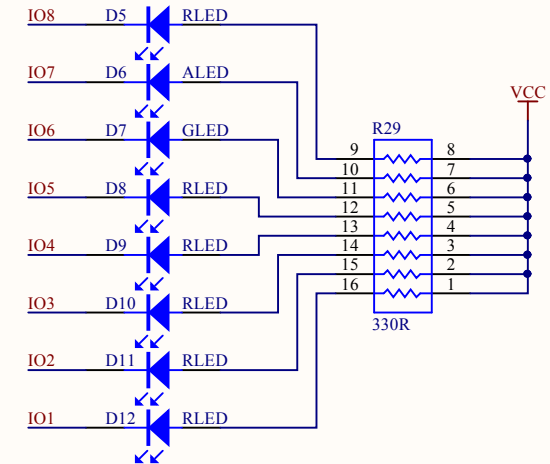 IO8 D5 RLED
IO7 D6 ALED
VCC
IO6 D7 GLED
R29
9 8
10 7
IO5 D8 RLED
11 6
12 5
IO4 D9 RLED
13 4
14 3
15 2
16 1
IO3 D10 RLED
330R
IO2 D11 RLED
IO1 D12 RLED